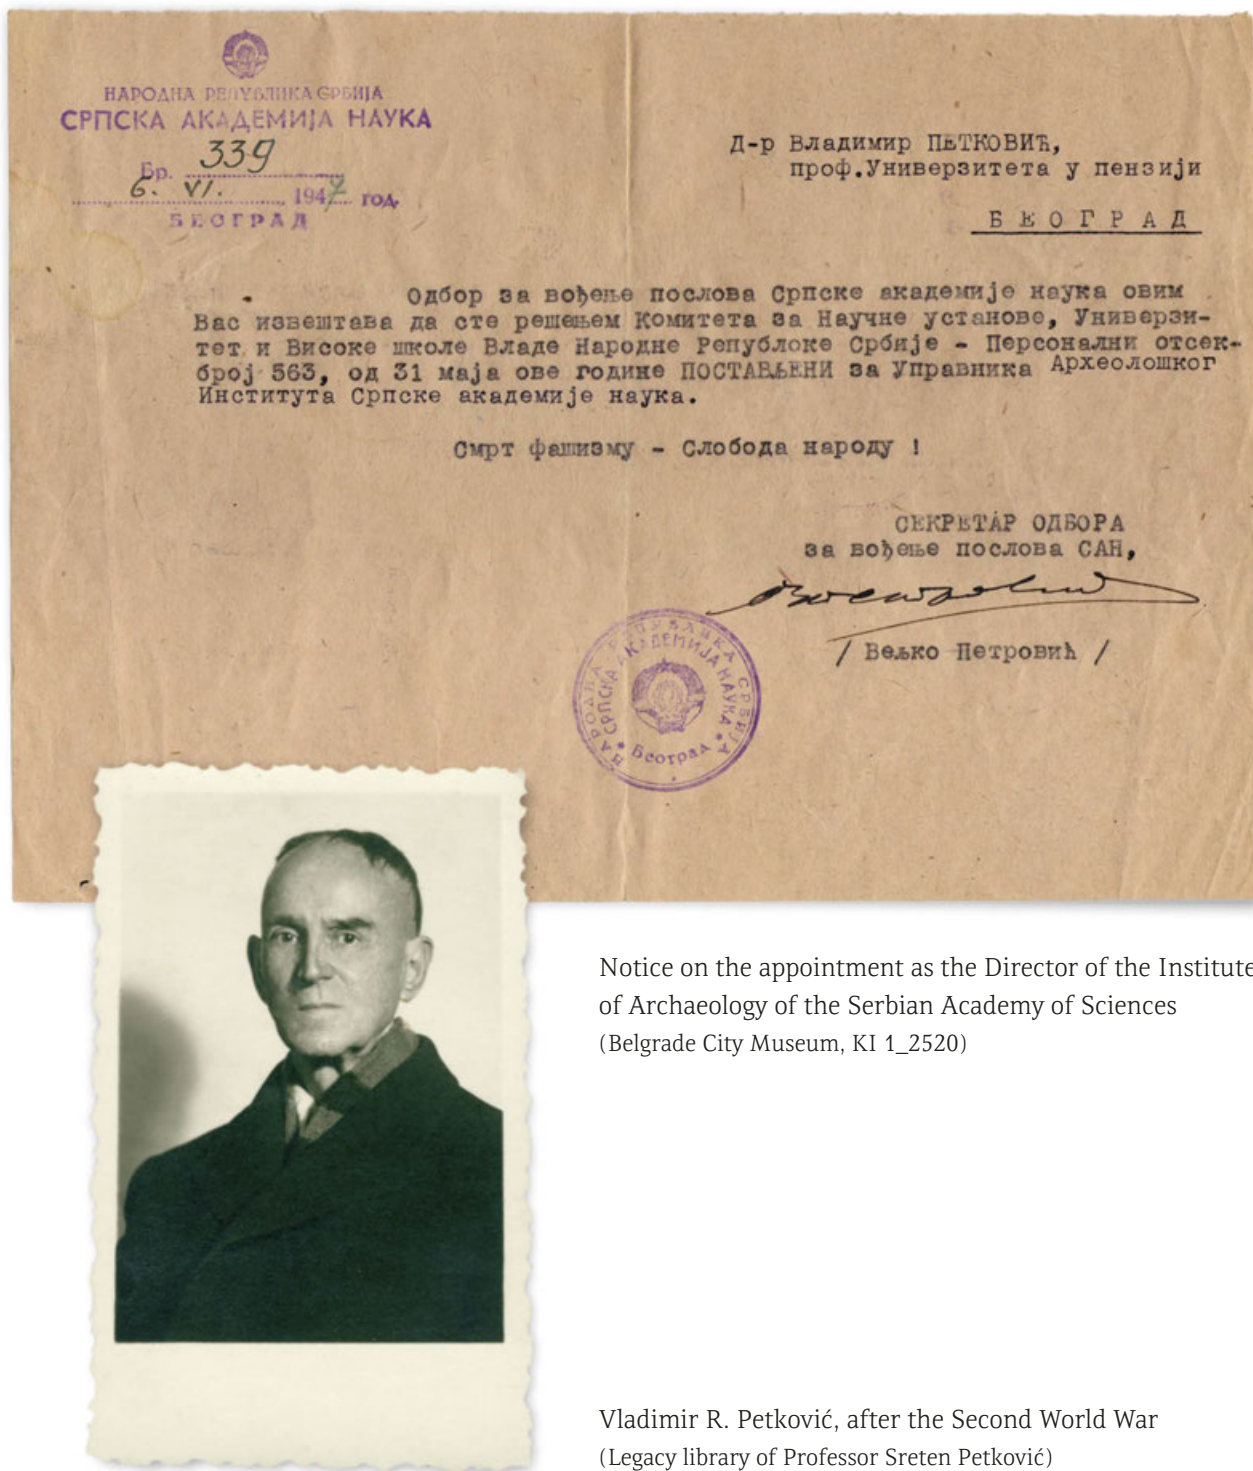 НАРОДНА РЕПУБЛИКА СРБИЈА
СРПСКА АКАДЕМИЈА НАУКА
Бр. 339
6. VI. 1947 год.
БЕОГРАД
Д-р Владимир ПЕТКОВИЋ,
проф.Универзитета у пензији
БЕОГРАД
Одбор за вођење послова Српске академије наука овим
Вас извештава да сте решењем Комитета за Научне установе, Универзи-
тет и Високе школе Владе Народне Републоке Србије - Персонални отсек-
број 563, од 31 маја ове године ПОСТАВЉЕНИ за Управника Археолошког
Института Српске академије наука.
Смрт фашизму - Слобода народу !
СЕКРЕТАР ОДБОРА
за вођење послова САН,
/ Вељко Петровић /
НАРОДНА РЕПУБЛИКА СРБИЈА
СРПСКА АКАДЕМИЈА НАУКА
Београд
Notice on the appointment as the Director of the Institute
of Archaeology of the Serbian Academy of Sciences
(Belgrade City Museum, KI 1_2520)
Vladimir R. Petković, after the Second World War
(Legacy library of Professor Sreten Petković)